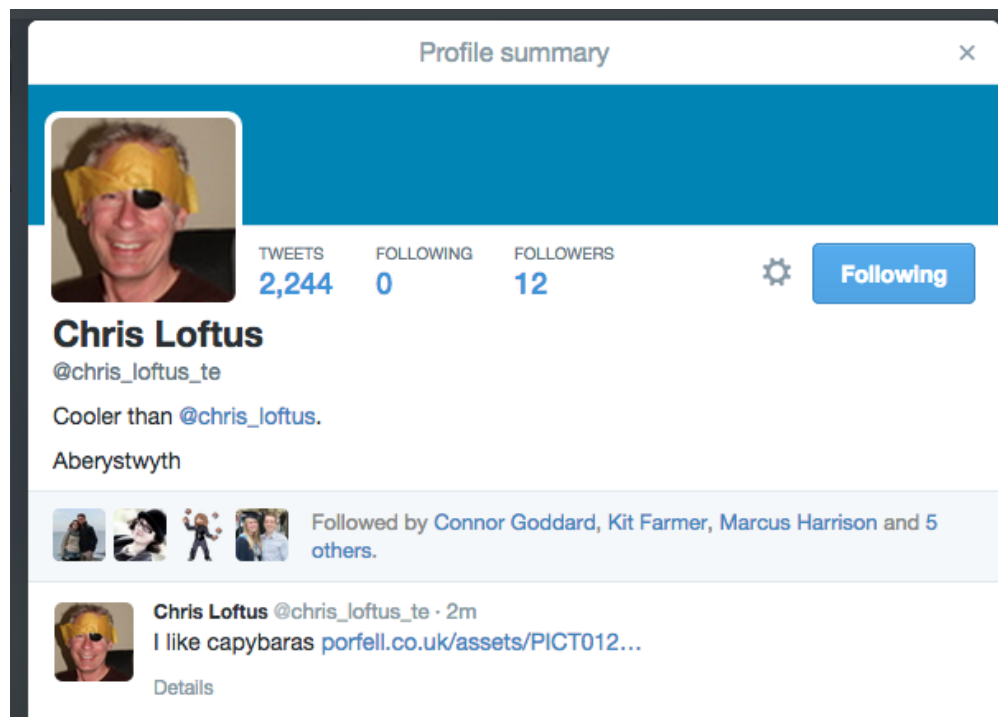 Profile summary
×
TWEETS FOLLOWING FOLLOWERS
2,244 0 12
Following
Chris Loftus
@chris_loftus_te
Cooler than @chris_loftus.
Aberystwyth
Followed by Connor Goddard, Kit Farmer, Marcus Harrison and 5
others.
Chris Loftus @chris_loftus_te · 2m
I like capybaras porfell.co.uk/assets/PICT012…
Details